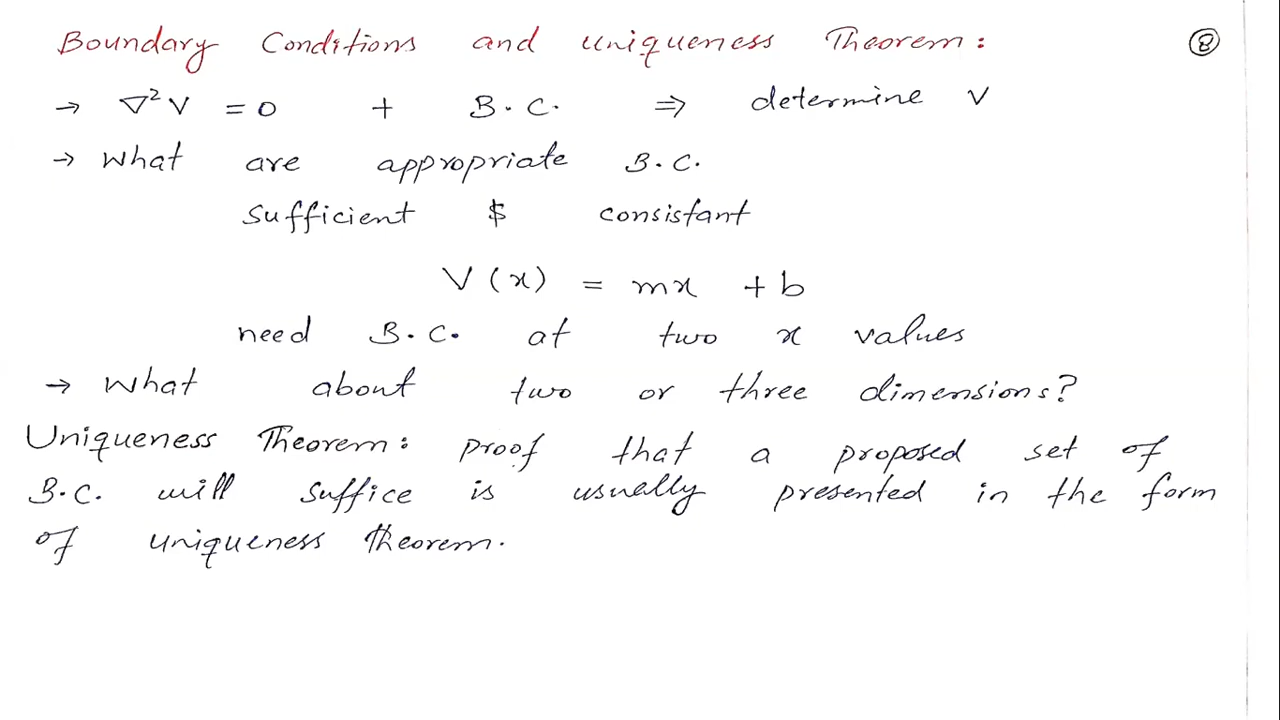 Boundary Conditions and uniqueness Theorem: ⑧
→ ∇²V = 0 + B.C. ⇒ determine V
→ What are appropriate B.C.
Sufficient $ consistant
V(x) = mx + b
need B.C. at two x values
→ What about two or three dimensions?
Uniqueness Theorem: proof that a proposed set of
B.C. will suffice is usually presented in the form
of uniqueness theorem.